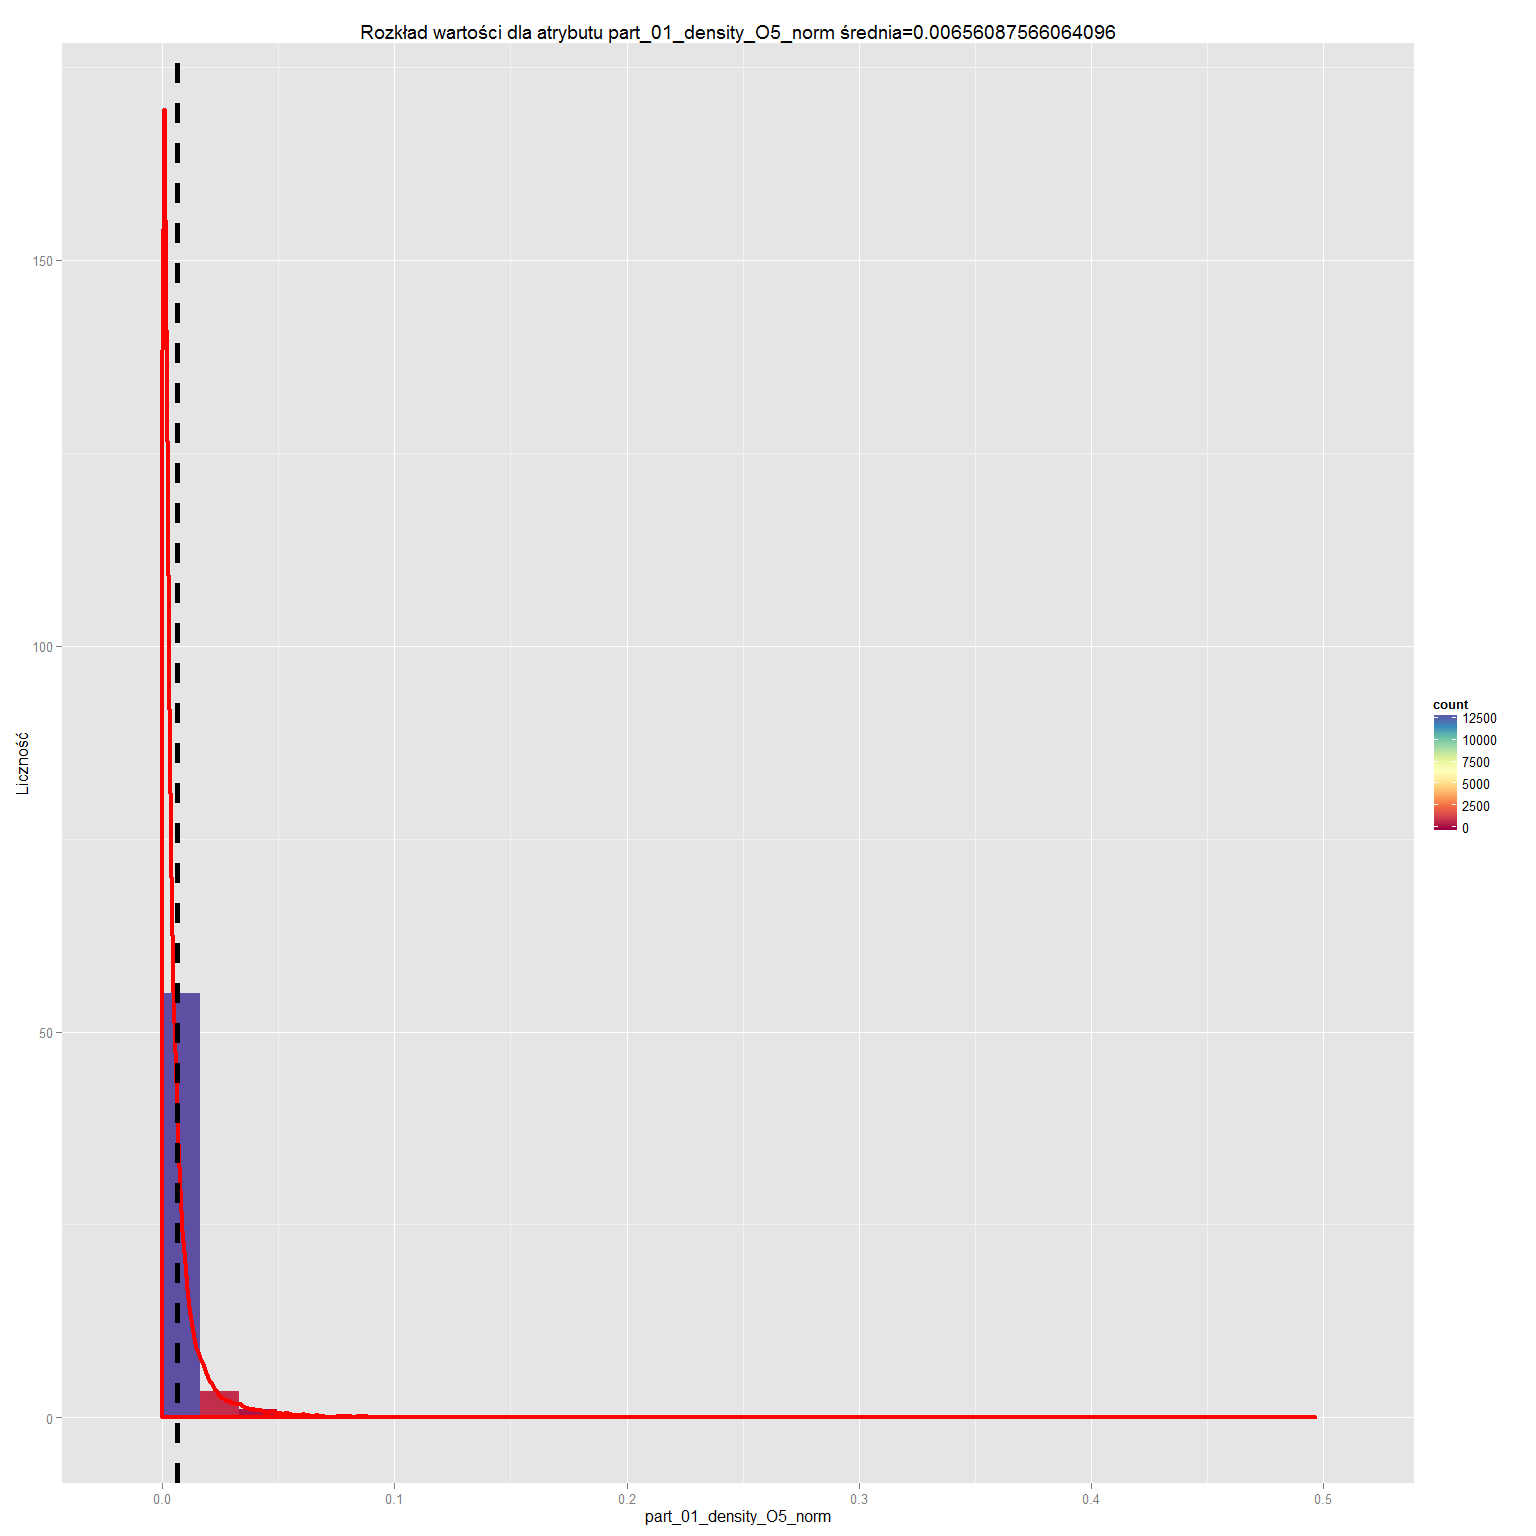 Rozkład wartości dla atrybutu part_01_density_O5_norm średnia=0.00656087566064096
150
100
50
0
Liczność
0.0 0.1 0.2 0.3 0.4 0.5
part_01_density_O5_norm
count
12500
10000
7500
5000
2500
0